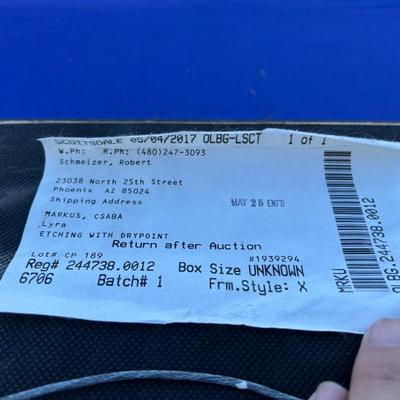 SCOTTSDALE 05/04/2017 OLBG-LSCT 1 of 1
W.Ph: H.Ph: (480)247-3093
Schmelzer, Robert
23038 North 25th Street
Phoenix AZ 85024
Shipping Address
MAY 25 ENTD
MARKUS, CSABA
Lyra
ETCHING WITH DRYPOINT
Return after Auction
Lot# CP 189 #1939294
Reg# 244738.0012 Box Size UNKNOWN
6706 Batch# 1 Frm.Style: X
MRKU
OLBG.244738.0012